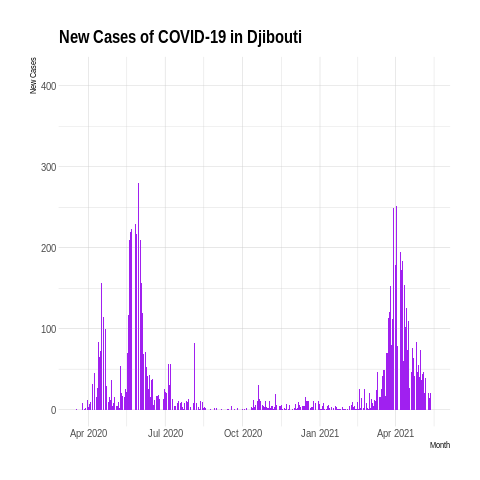 New Cases of COVID-19 in Djibouti
New Cases
400
300
200
100
0
Apr 2020
Jul 2020
Oct 2020
Jan 2021
Apr 2021
Month